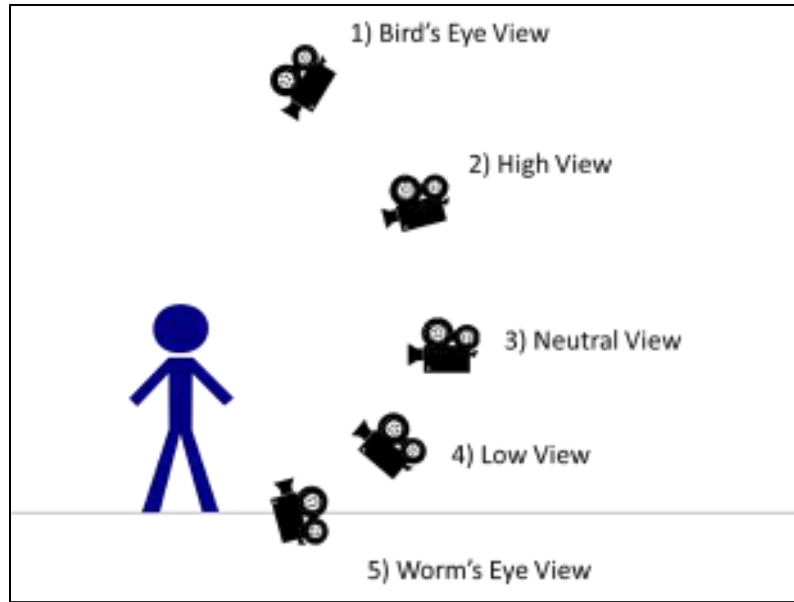 1) Bird's Eye View
2) High View
3) Neutral View
4) Low View
5) Worm's Eye View